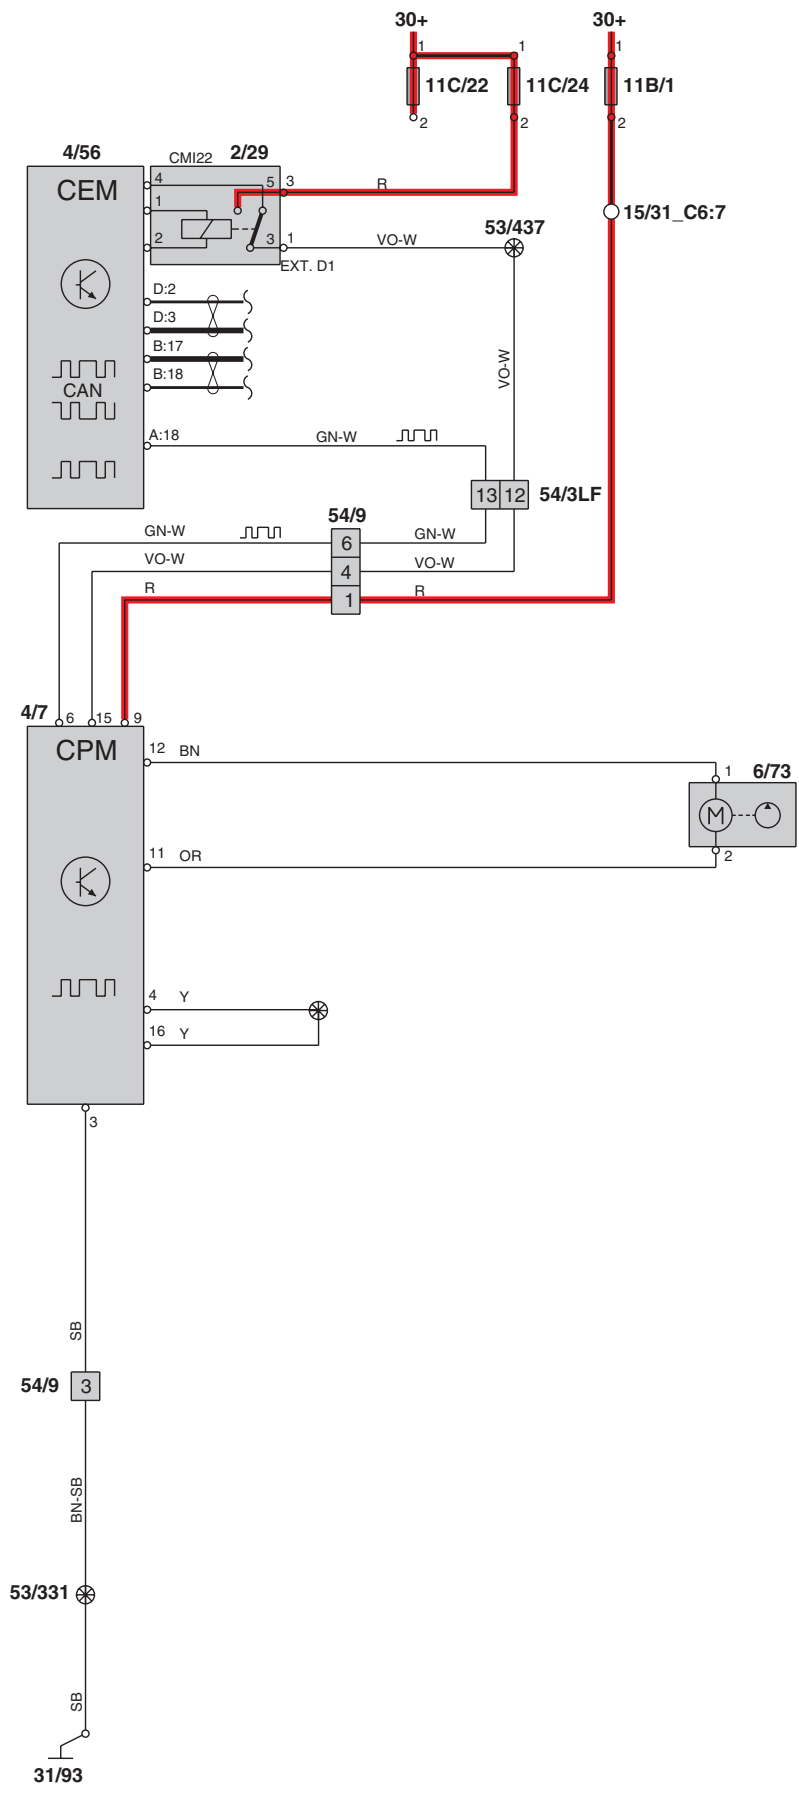 30+ 30+
1 1 1
11C/22 11C/24 11B/1
2 2 2
4/56 CMI22 2/29
CEM 4 5 3 R
1 15/31_C6:7
2 3 1 VO-W 53/437
EXT. D1
D:2
D:3
B:17
VO-W
B:18
CAN
A:18 GN-W
13 12 54/3LF
54/9
GN-W 6 GN-W
VO-W 4 VO-W
R 1 R
4/7 6 15 9
CPM 12 BN
1 6/73
M
11 OR 2
4 Y
16 Y
3
SB
54/9 3
BN-SB
53/331
SB
31/93